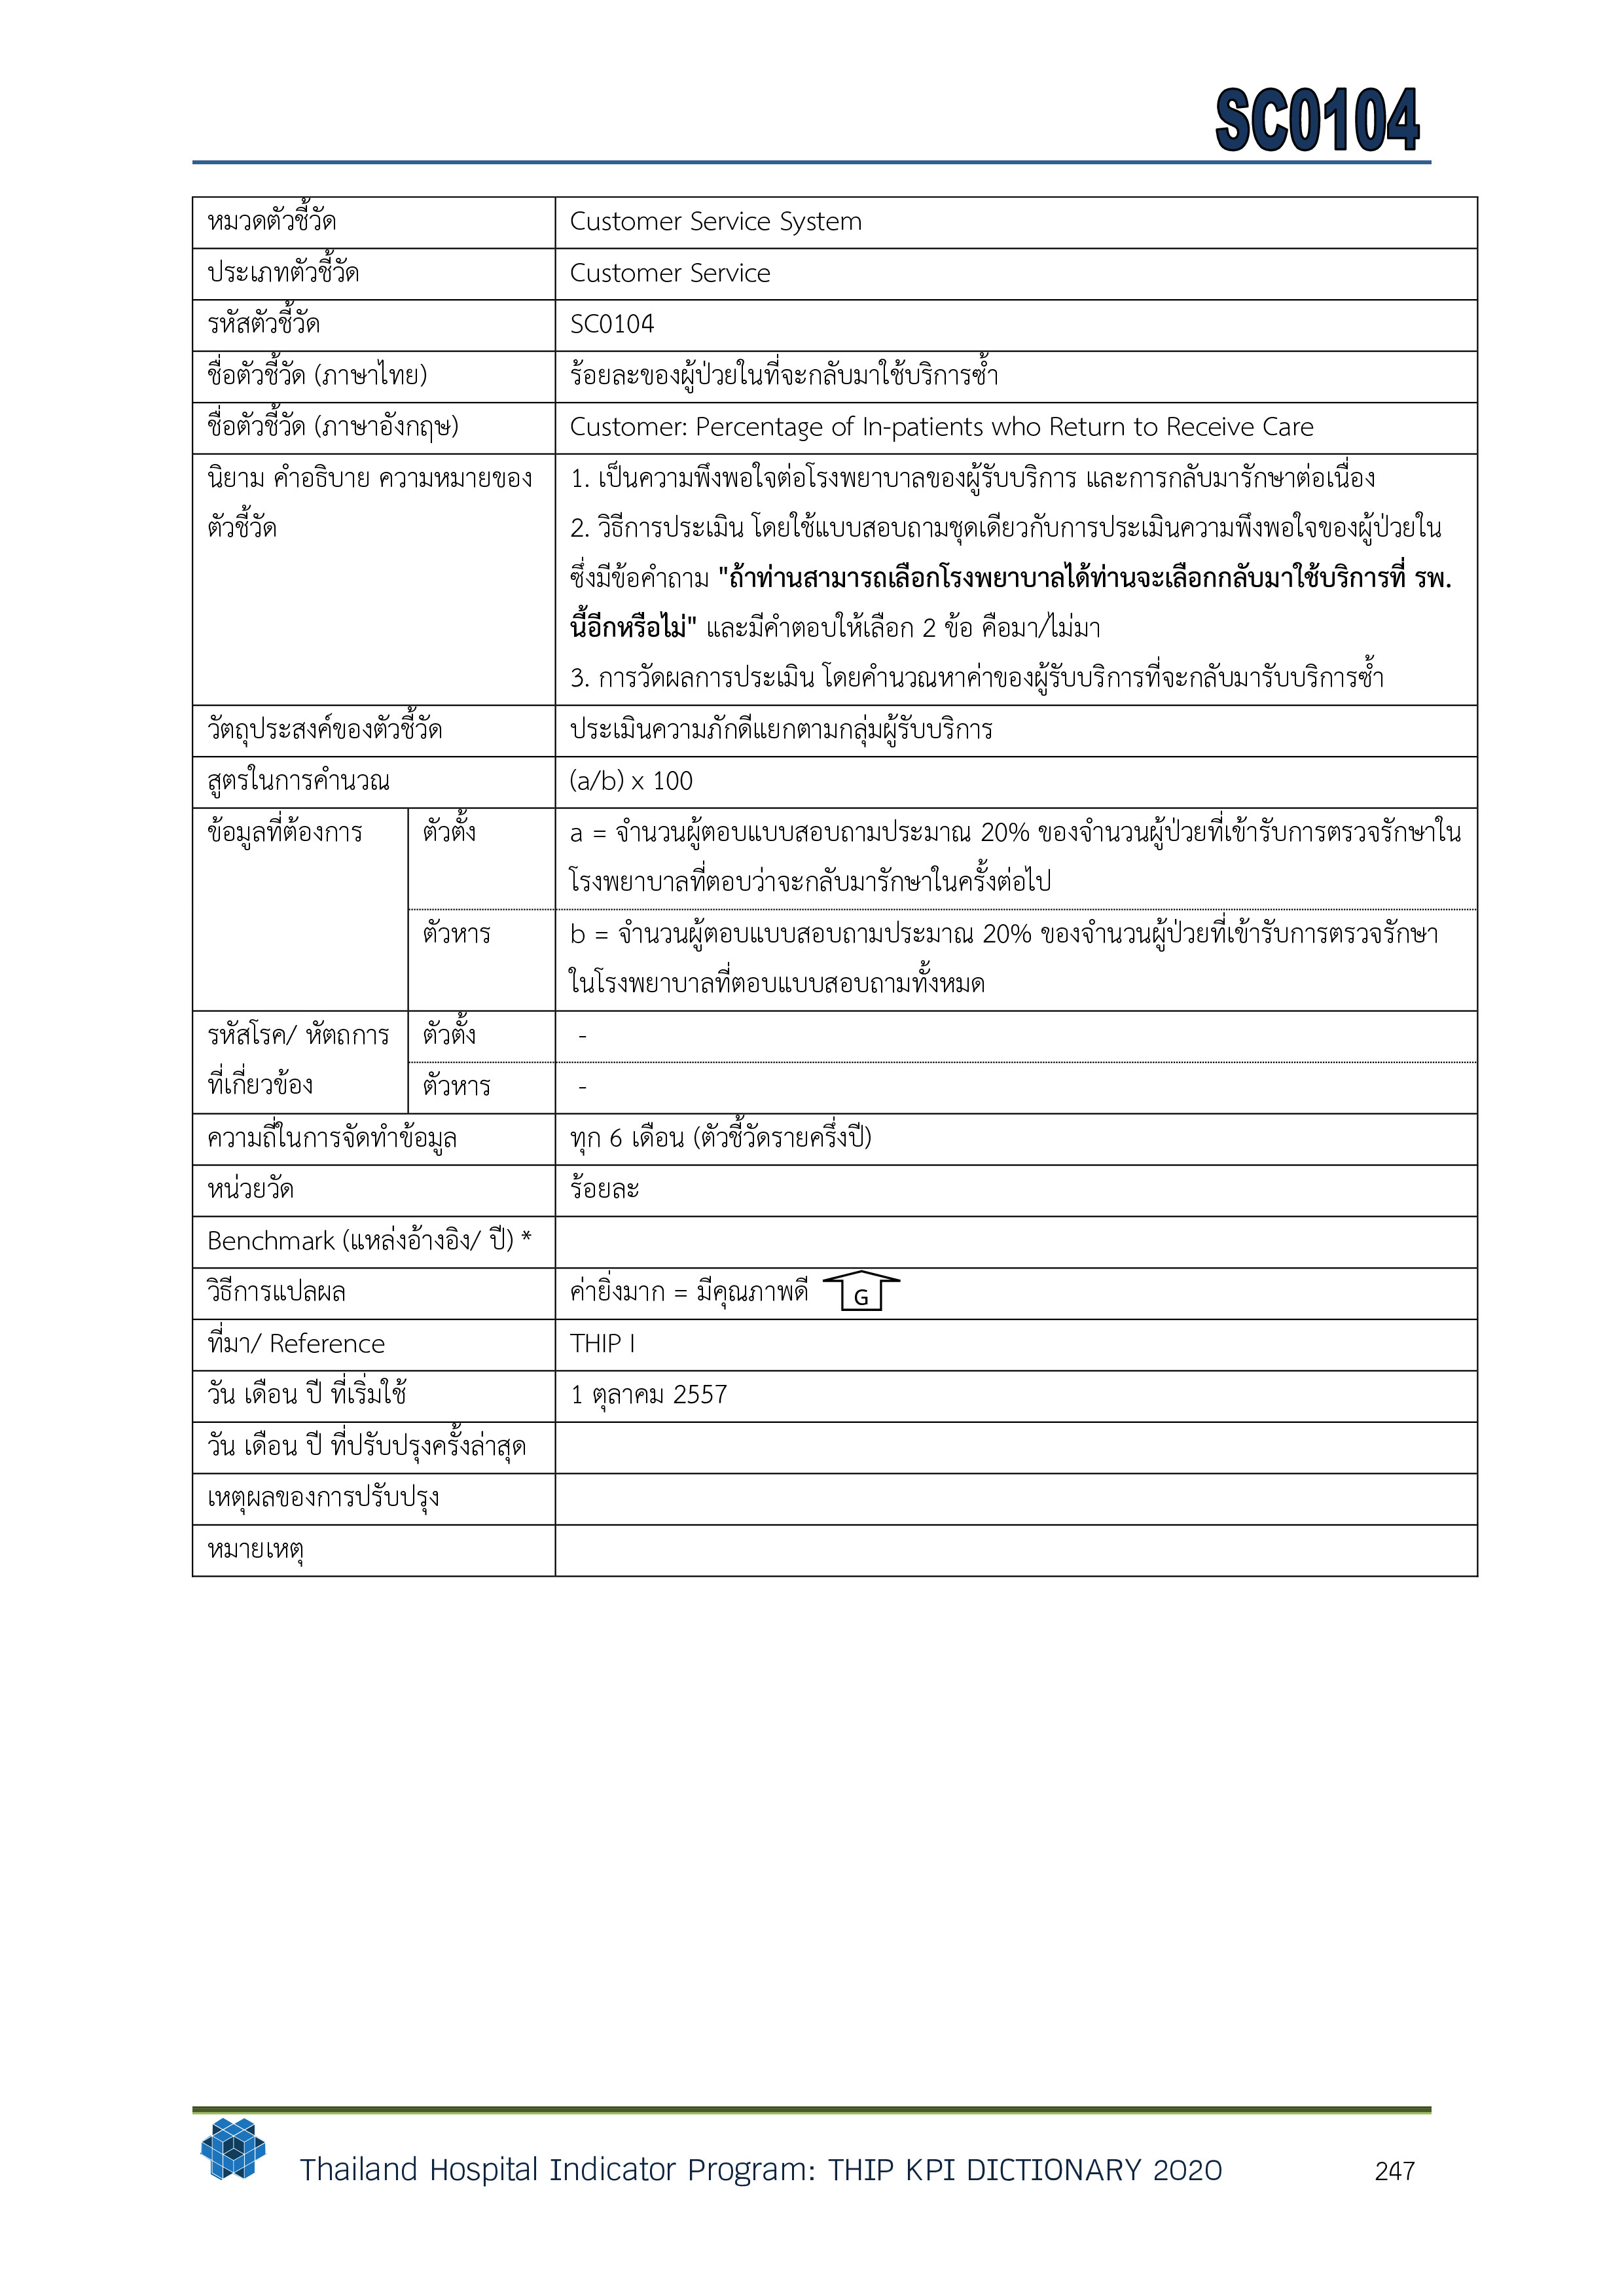 SC0104
หมวดตัวชี้วัด
Customer Service System
ประเภทตัวชี้วัด
Customer Service
รหัสตัวชี้วัด
SC0104
ชื่อตัวชี้วัด (ภาษาไทย)
ร้อยละของผู้ป่วยในที่จะกลับมาใช้บริการซ้ำ
ชื่อตัวชี้วัด (ภาษาอังกฤษ)
Customer: Percentage of In-patients who Return to Receive Care
นิยาม คำอธิบาย ความหมายของ
ตัวชี้วัด
1. เป็นความพึงพอใจต่อโรงพยาบาลของผู้รับบริการ และการกลับมารักษาต่อเนื่อง
2. วิธีการประเมิน โดยใช้แบบสอบถามชุดเดียวกับการประเมินความพึงพอใจของผู้ป่วยใน
ซึ่งมีข้อคำถาม "ถ้าท่านสามารถเลือกโรงพยาบาลได้ท่านจะเลือกกลับมาใช้บริการที่ รพ.
นี้อีกหรือไม่" และมีคำตอบให้เลือก 2 ข้อ คือมา/ไม่มา
3. การวัดผลการประเมิน โดยคำนวณหาค่าของผู้รับบริการที่จะกลับมารับบริการซ้ำ
วัตถุประสงค์ของตัวชี้วัด
ประเมินความภักดีแยกตามกลุ่มผู้รับบริการ
สูตรในการคำนวณ
(a/b) x 100
ข้อมูลที่ต้องการ
ตัวตั้ง
a = จำนวนผู้ตอบแบบสอบถามประมาณ 20% ของจำนวนผู้ป่วยที่เข้ารับการตรวจรักษาใน
โรงพยาบาลที่ตอบว่าจะกลับมารักษาในครั้งต่อไป
ตัวหาร
b = จำนวนผู้ตอบแบบสอบถามประมาณ 20% ของจำนวนผู้ป่วยที่เข้ารับการตรวจรักษา
ในโรงพยาบาลที่ตอบแบบสอบถามทั้งหมด
รหัสโรค/ หัตถการ
ที่เกี่ยวข้อง
ตัวตั้ง
-
ตัวหาร
-
ความถี่ในการจัดทำข้อมูล
ทุก 6 เดือน (ตัวชี้วัดรายครึ่งปี)
หน่วยวัด
ร้อยละ
Benchmark (แหล่งอ้างอิง/ ปี) *
วิธีการแปลผล
ค่ายิ่งมาก = มีคุณภาพดี G
ที่มา/ Reference
THIP I
วัน เดือน ปี ที่เริ่มใช้
1 ตุลาคม 2557
วัน เดือน ปี ที่ปรับปรุงครั้งล่าสุด
เหตุผลของการปรับปรุง
หมายเหตุ
Thailand Hospital Indicator Program: THIP KPI DICTIONARY 2020
247